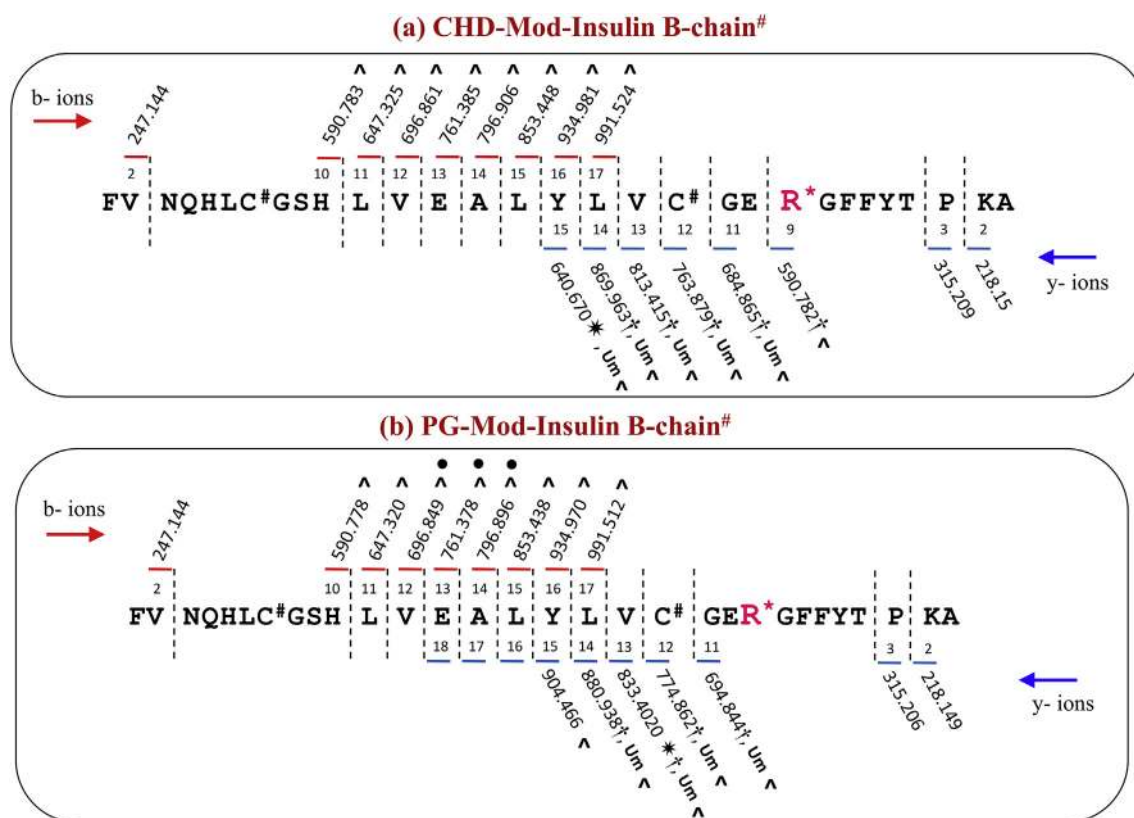 (a) CHD-Mod-Insulin B-chain#
^ ^ ^ ^ ^ ^ ^ ^
b- ions
247.144 590.783 647.325 696.861 761.385 796.906 853.448 934.981 991.524
2 10 11 12 13 14 15 16 17
FV NQHLC#GSH L V E A L Y L V C# GE R* GFFYT P KA
15 14 13 12 11 9 3 2
640.670 ✷, Um 869.963†, Um 813.415†, Um 763.879†, Um 684.865†, Um 590.782† 315.209 218.15
^ ^ ^ ^ ^ ^
y- ions
(b) PG-Mod-Insulin B-chain#
• • •
^ ^ ^ ^ ^ ^ ^ ^
b- ions
247.144 590.778 647.320 696.849 761.378 796.896 853.438 934.970 991.512
2 10 11 12 13 14 15 16 17
FV NQHLC#GSH L V E A L Y L V C# GER* GFFYT P KA
18 17 16 15 14 13 12 11 3 2
904.466 880.938†, Um 833.4020 ✷†, Um 774.862†, Um 694.844†, Um 315.206 218.149
^ ^ ^ ^ ^
y- ions